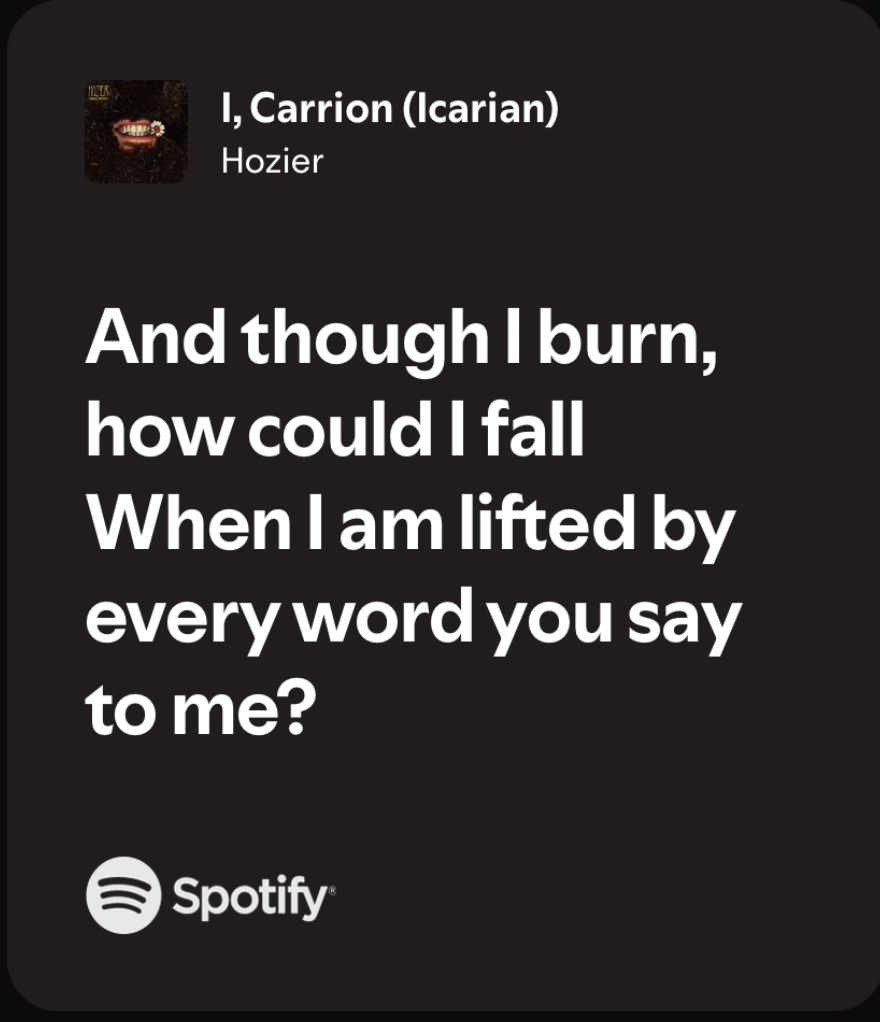 I, Carrion (Icarian)
Hozier
And though I burn,
how could I fall
When I am lifted by
every word you say
to me?
Spotify®